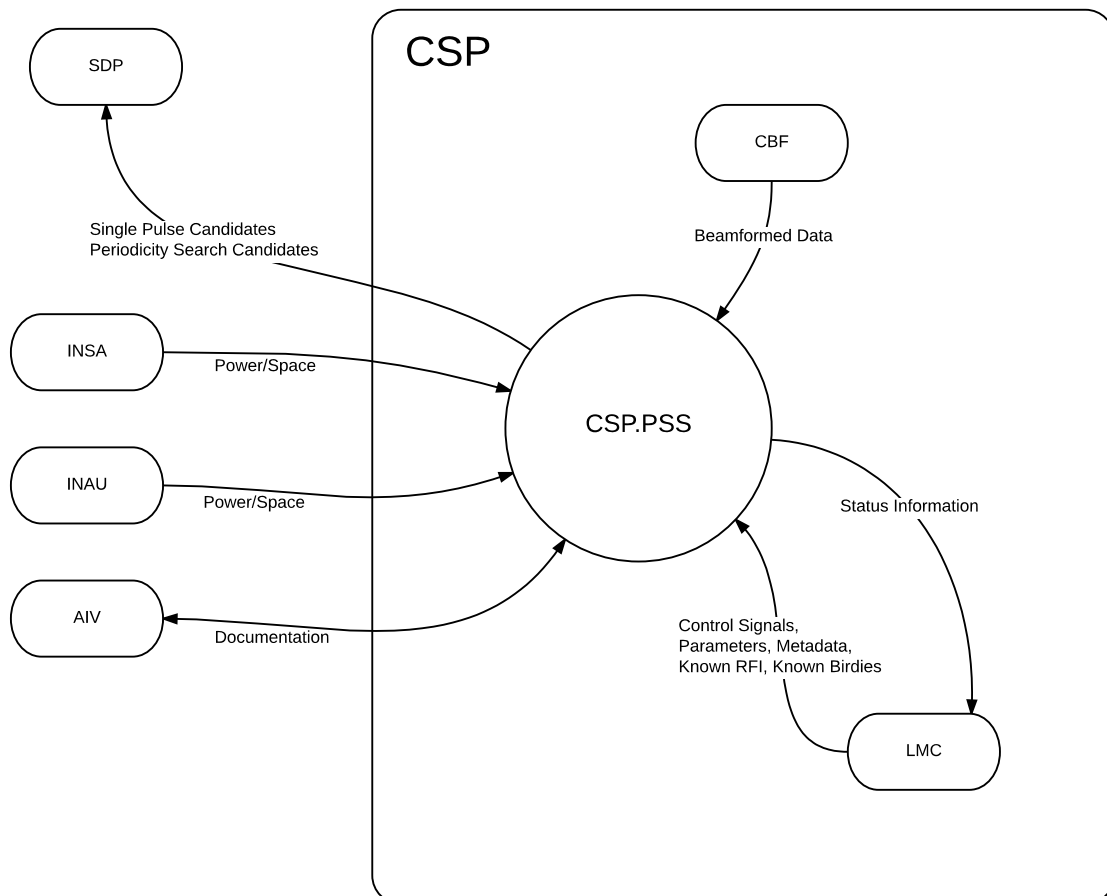 CSP
SDP
CBF
Single Pulse Candidates
Periodicity Search Candidates
Beamformed Data
INSA
Power/Space
CSP.PSS
INAU
Power/Space
Status Information
AIV
Documentation
Control Signals,
Parameters, Metadata,
Known RFI, Known Birdies
LMC